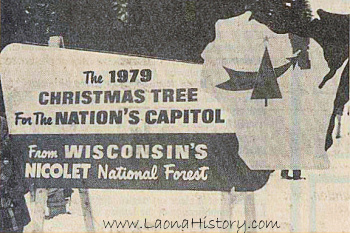 The 1979
CHRISTMAS TREE
For The NATION'S CAPITOL
From WISCONSIN'S
NICOLET National Forest
www.LaonaHistory.com